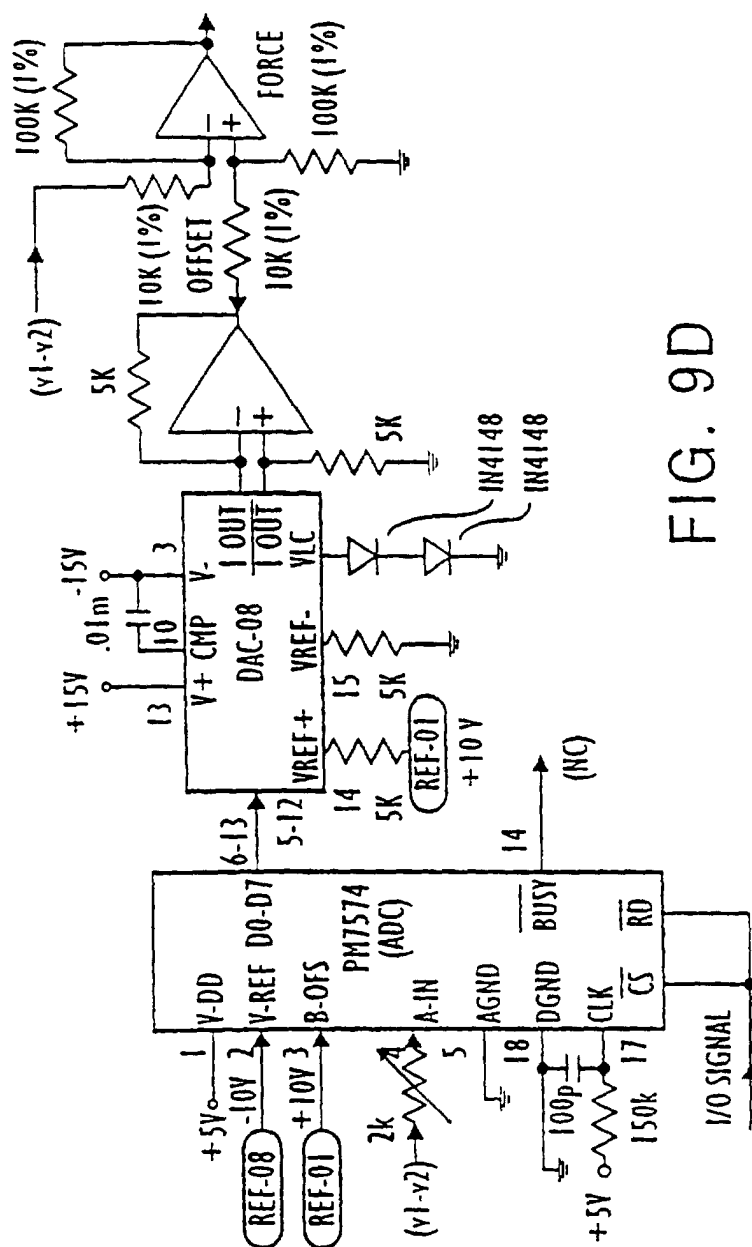 +5V
1
V-DD
REF-08
-10V
2
V-REF
D0-D7
6-13
5-12
REF-01
+10V
3
B-OFS
PM7574
(ADC)
(v1-v2)
2k
4
A-IN
5
AGND
18
DGND
100p
17
CLK
+5V
150k
BUSY
14
(NC)
CS
RD
I/O SIGNAL
+15V
.01m
-15V
13
10
3
V+
CMP
V-
DAC-08
I OUT
I OUT
VREF+
VREF-
VLC
14
15
5K
5K
REF-01
+10V
IN4148
IN4148
5K
5K
(v1-v2)
10K (1%)
OFFSET
10K (1%)
100K (1%)
100K (1%)
FORCE
-
+
-
+
FIG. 9D